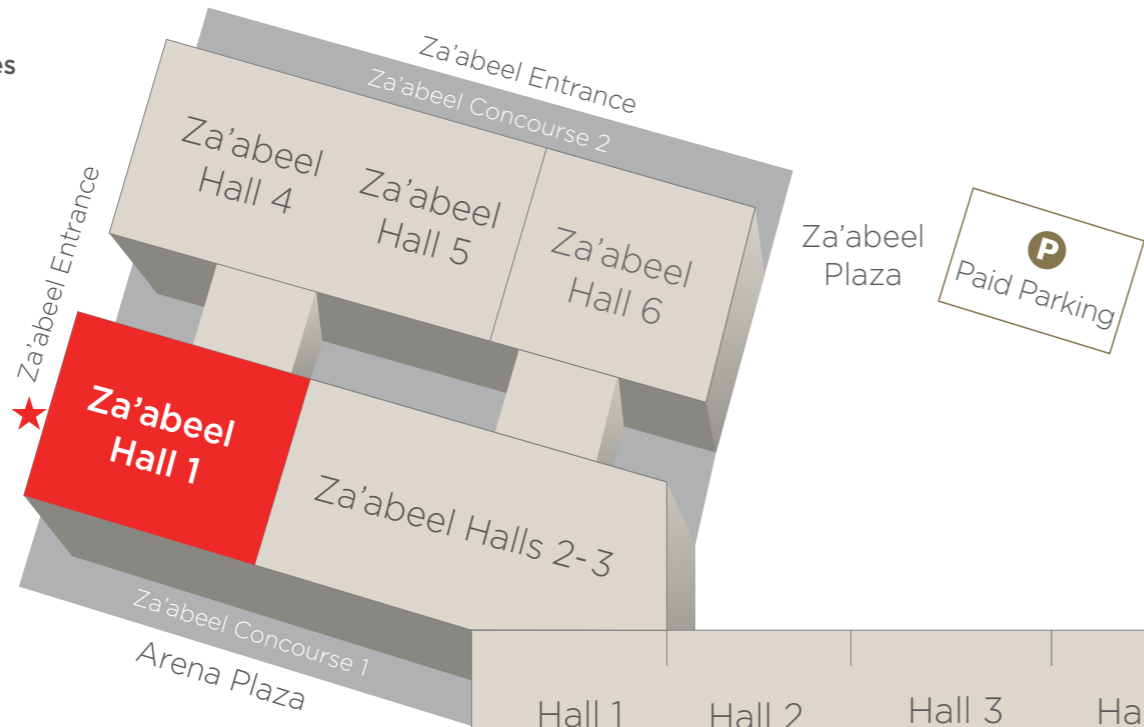 Za'abeel Entrance
Za'abeel Concourse 2
Za'abeel
Hall 4
Za'abeel
Hall 5
Za'abeel
Hall 6
Za'abeel
Plaza
P
Paid Parking
Za'abeel Entrance
Za'abeel
Hall 1
Za'abeel Halls 2-3
Za'abeel Concourse 1
Arena Plaza
Hall 1
Hall 2
Hall 3